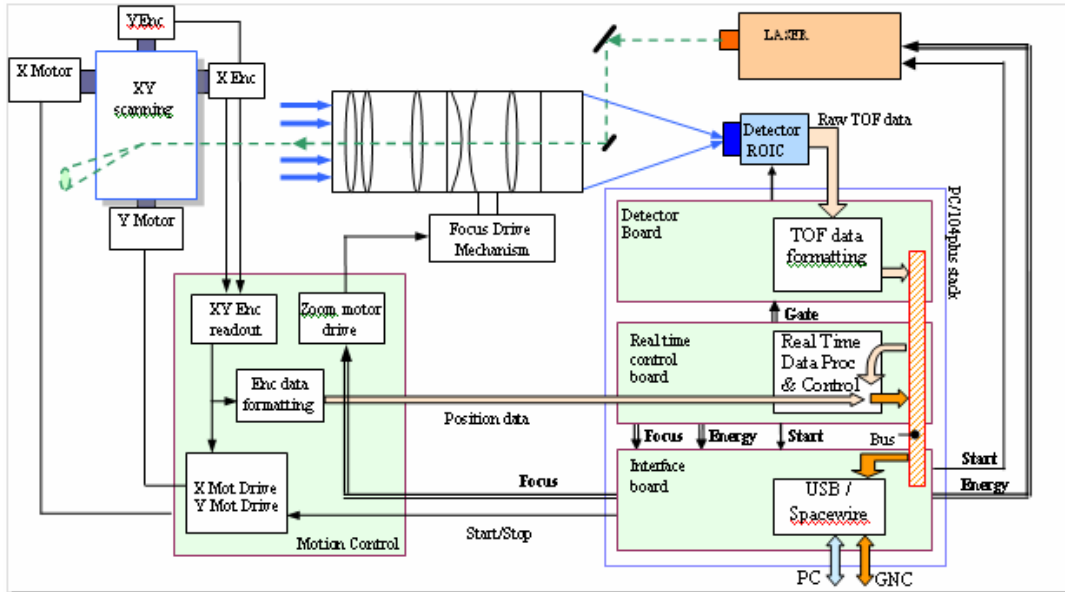 Y Enc
LASER
X Motor
X Enc
XY
scanning
Raw TOF data
Detector
ROIC
Y Motor
Focus Drive
Mechanism
Detector
Board
TOF data
formatting
PC/104plus stack
XY Enc
readout
Zoom motor
drive
Gate
Real time
control
board
Real Time
Data Proc
& Control
Enc data
formatting
Position data
Focus
Energy
Start
Bus
Interface
board
Focus
Start
Energy
X Mot Drive
Y Mot Drive
USB /
Spacewire
Start/Stop
Motion Control
PC
GNC